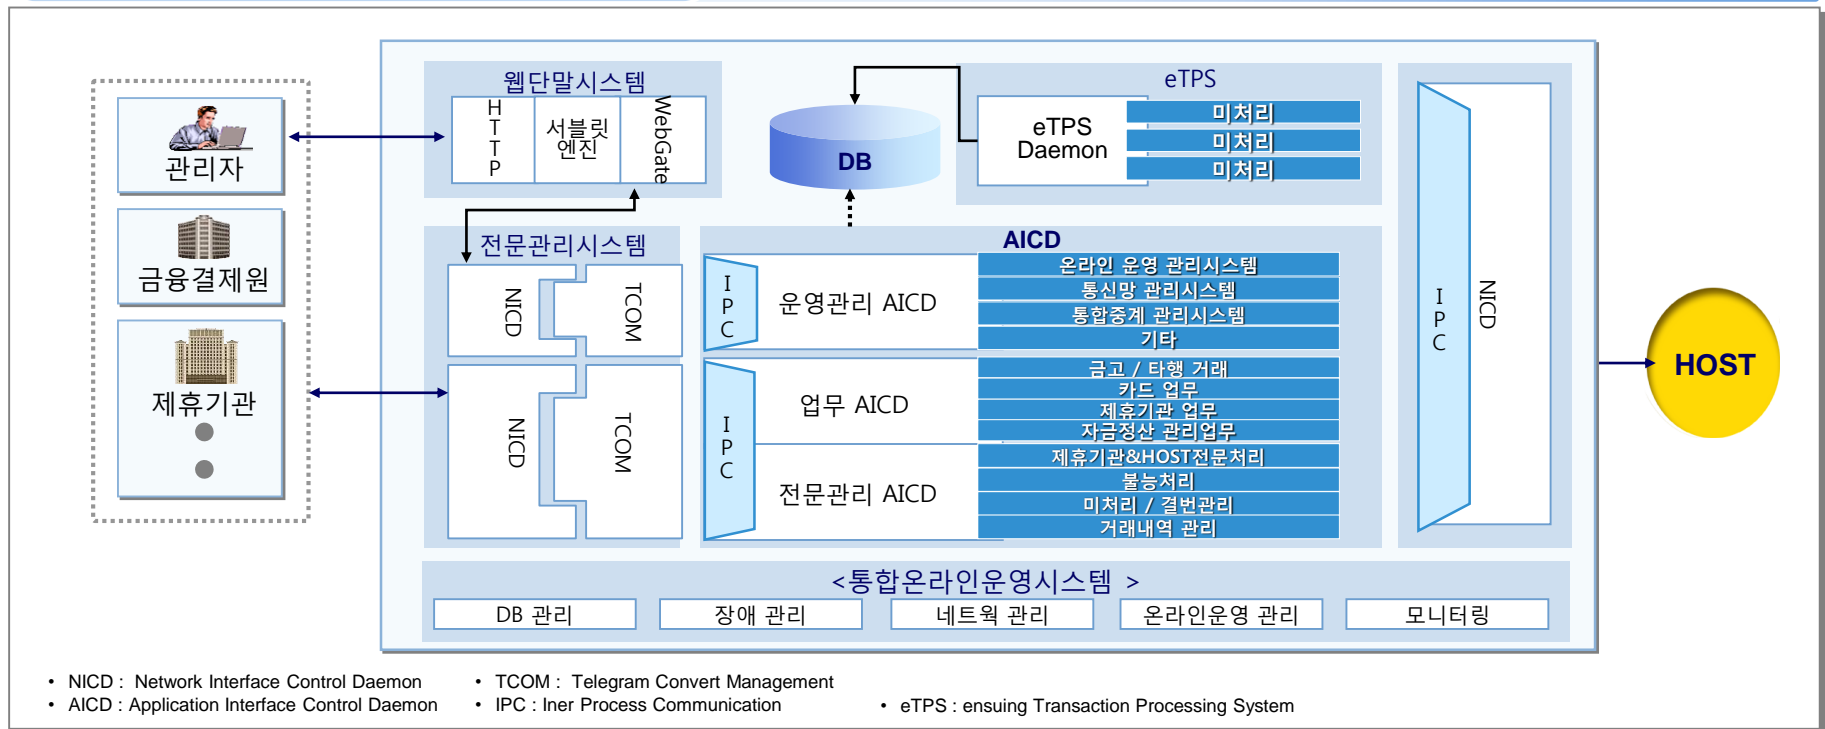 관리자
금융결제원
제휴기관
웹단말시스템
HTTP
서블릿
엔진
WebGate
DB
eTPS
eTPS
Daemon
미처리
미처리
미처리
전문관리시스템
NICD
TCOM
NICD
TCOM
AICD
IPC
운영관리 AICD
온라인 운영 관리시스템
통신망 관리시스템
통합중계 관리시스템
기타
IPC
업무 AICD
금고 / 타행 거래
카드 업무
제휴기관 업무
자금정산 관리업무
전문관리 AICD
제휴기관&HOST전문처리
불능처리
미처리 / 결번관리
거래내역 관리
IPC
NICD
HOST
<통합온라인운영시스템 >
DB 관리
장애 관리
네트웍 관리
온라인운영 관리
모니터링
• NICD : Network Interface Control Daemon
• AICD : Application Interface Control Daemon
• TCOM : Telegram Convert Management
• IPC : Iner Process Communication
• eTPS : ensuing Transaction Processing System